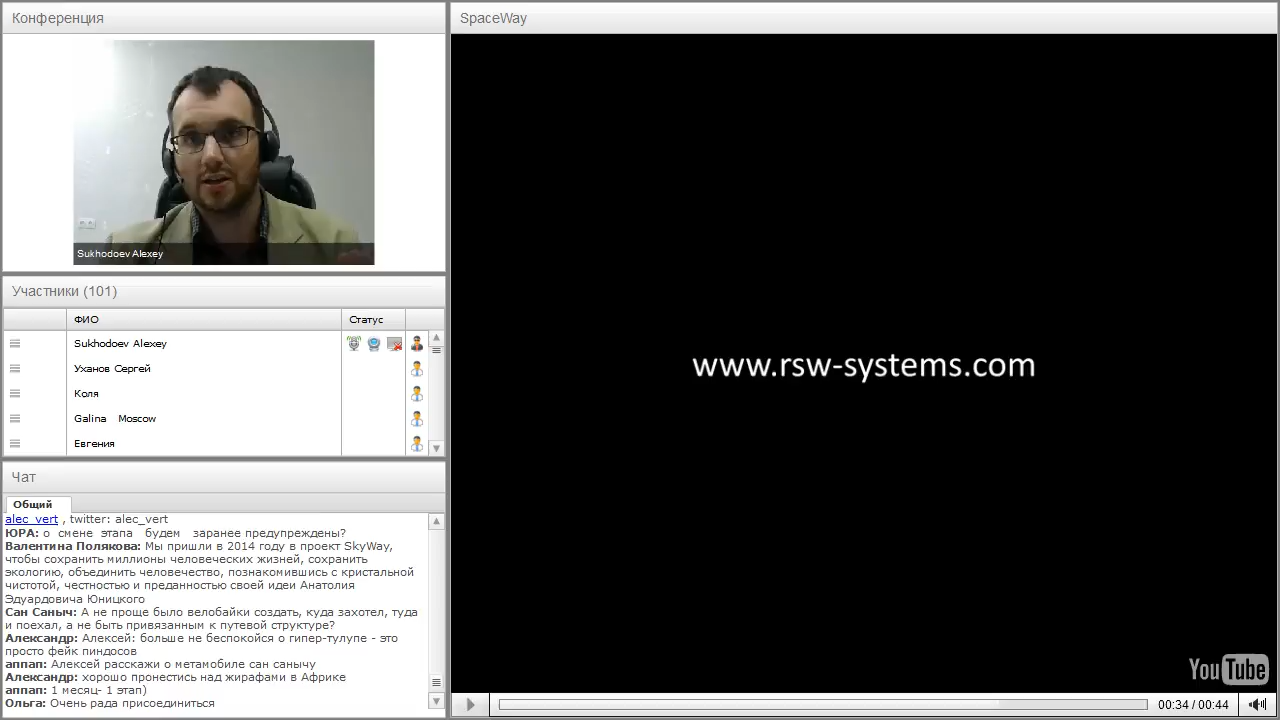 Конференция
Sukhodoev Alexey
Участники (101)
ФИО
Статус
Sukhodoev Alexey
Уханов Сергей
Коля
Galina Moscow
Евгения
Чат
Общий
alec_vert , twitter: alec_vert
ЮРА: о смене этапа будем заранее предупреждены?
Валентина Полякова: Мы пришли в 2014 году в проект SkyWay,
чтобы сохранить миллионы человеческих жизней, сохранить
экологию, объединить человечество, познакомившись с кристальной
чистотой, честностью и преданностью своей идеи Анатолия
Эдуардовича Юницкого
Сан Саныч: А не проще было велобайки создать, куда захотел, туда
и поехал, а не быть привязанным к путевой структуре?
Александр: Алексей: больше не беспокойся о гипер-тулупе - это
просто фейк пиндосов
аппап: Алексей расскажи о метамобиле сан санычу
Александр: хорошо пронестись над жирафами в Африке
аппап: 1 месяц- 1 этап)
Ольга: Очень рада присоединиться
SpaceWay
www.rsw-systems.com
YouTube
00:34 / 00:44